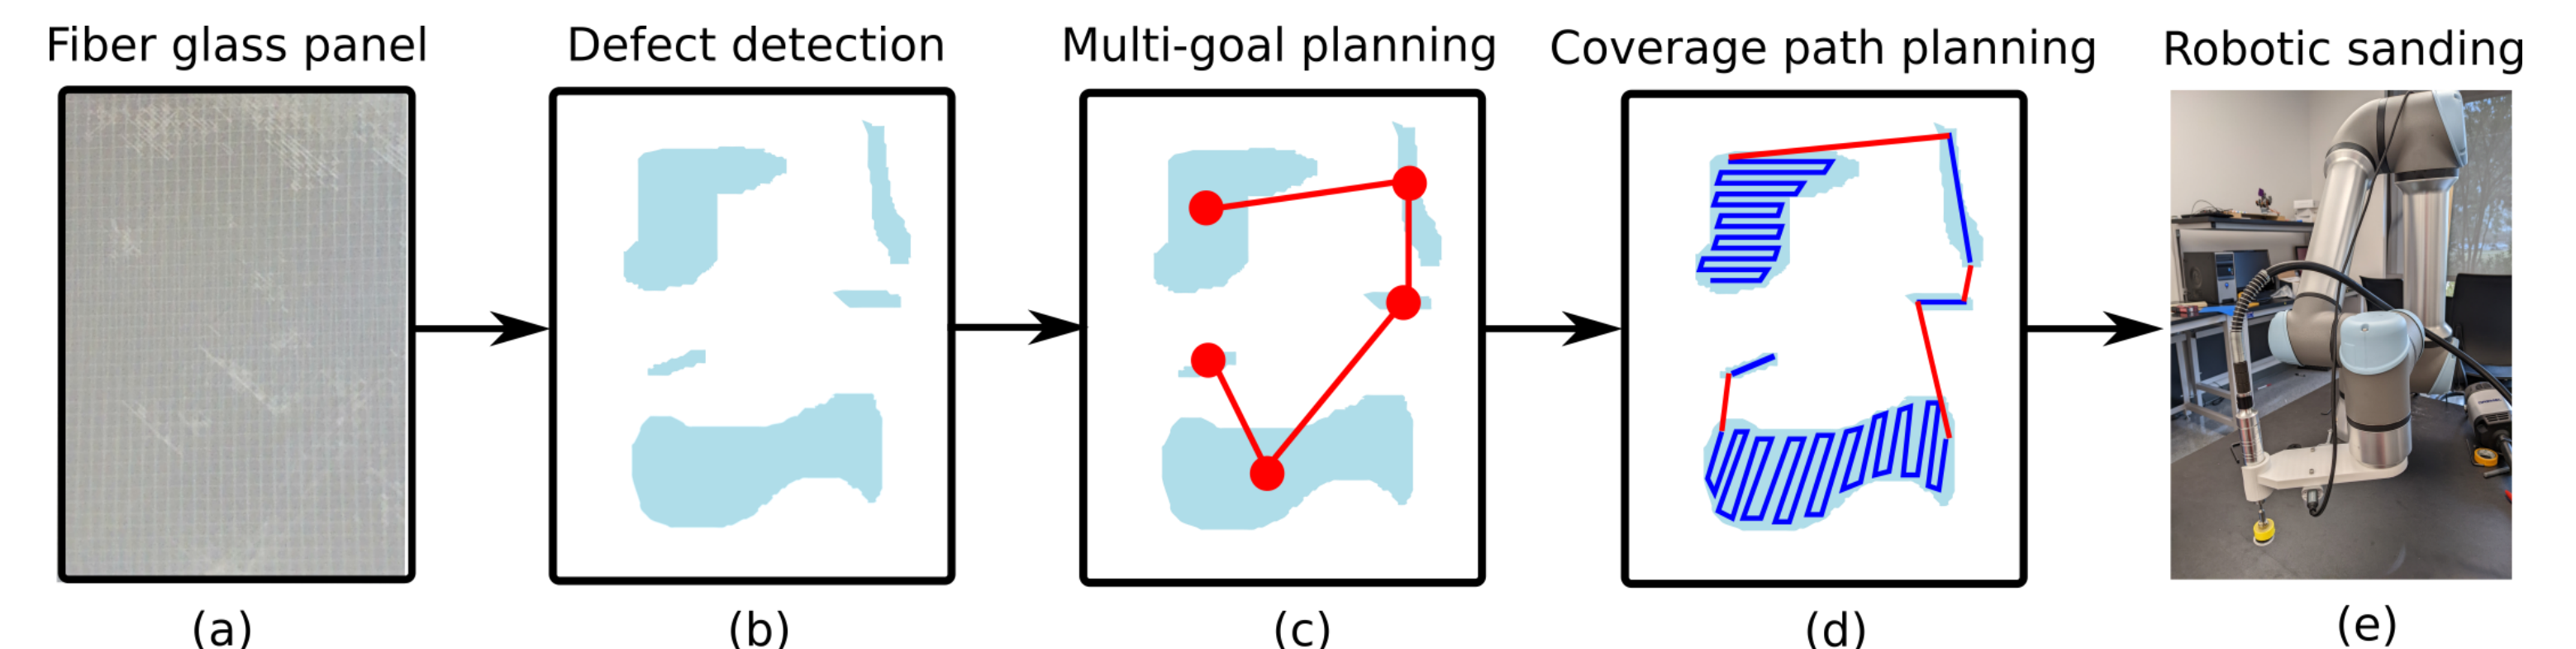 Fiber glass panel
Defect detection
Multi-goal planning
Coverage path planning
Robotic sanding
(a)
(b)
(c)
(d)
(e)